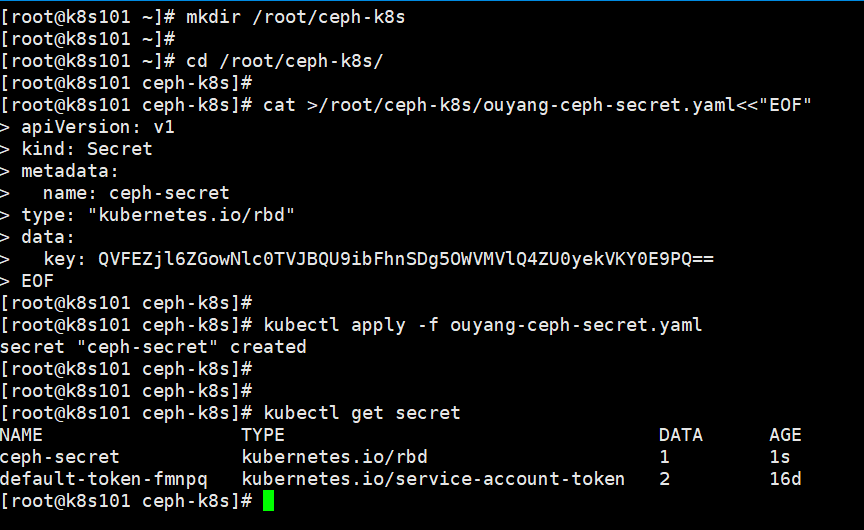 [root@k8s101 ~]# mkdir /root/ceph-k8s
[root@k8s101 ~]#
[root@k8s101 ~]# cd /root/ceph-k8s/
[root@k8s101 ceph-k8s]#
[root@k8s101 ceph-k8s]# cat >/root/ceph-k8s/ouyang-ceph-secret.yaml<<"EOF"
> apiVersion: v1
> kind: Secret
> metadata:
>   name: ceph-secret
> type: "kubernetes.io/rbd"
> data:
>   key: QVFEZjl6ZGowNlc0TVJBQU9ibFhnSDg5OWVMVlQ4ZU0yekVKY0E9PQ==
> EOF
[root@k8s101 ceph-k8s]#
[root@k8s101 ceph-k8s]# kubectl apply -f ouyang-ceph-secret.yaml
secret "ceph-secret" created
[root@k8s101 ceph-k8s]#
[root@k8s101 ceph-k8s]#
[root@k8s101 ceph-k8s]# kubectl get secret
NAME                  TYPE                                  DATA      AGE
ceph-secret           kubernetes.io/rbd                     1         1s
default-token-fmnpq   kubernetes.io/service-account-token   2         16d
[root@k8s101 ceph-k8s]#